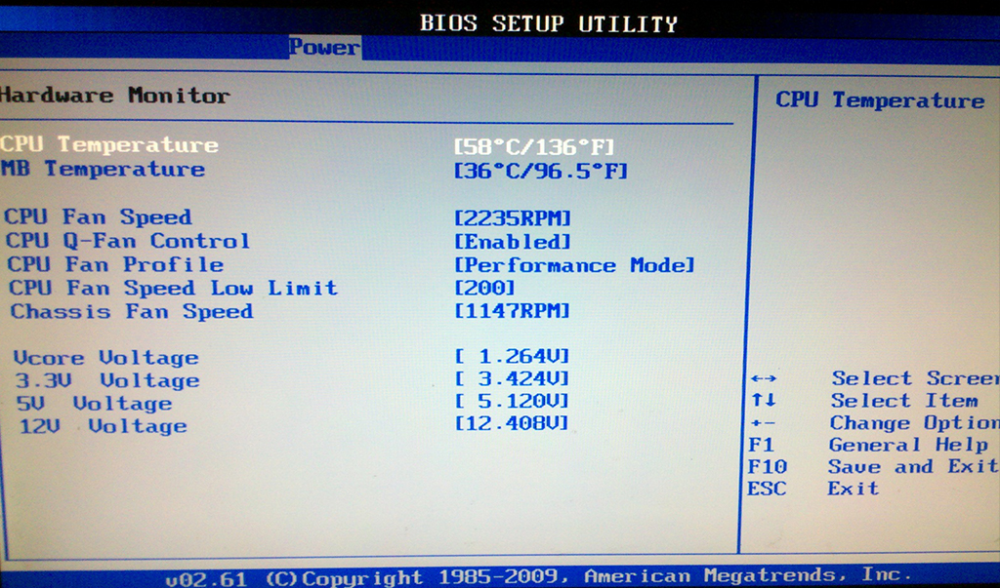 BIOS SETUP UTILITY
Power
Hardware Monitor
CPU Temperature [58°C/136°F]
MB Temperature [36°C/96.5°F]
CPU Fan Speed [2235RPM]
CPU Q-Fan Control [Enabled]
CPU Fan Profile [Performance Mode]
CPU Fan Speed Low Limit [200]
Chassis Fan Speed [1147RPM]
Vcore Voltage [ 1.264V]
3.3V Voltage [ 3.424V]
5V Voltage [ 5.120V]
12V Voltage [12.408V]
CPU Temperature
↔ Select Screen
↑↓ Select Item
+- Change Option
F1 General Help
F10 Save and Exit
ESC Exit
v02.61 (C)Copyright 1985-2009, American Megatrends, Inc.